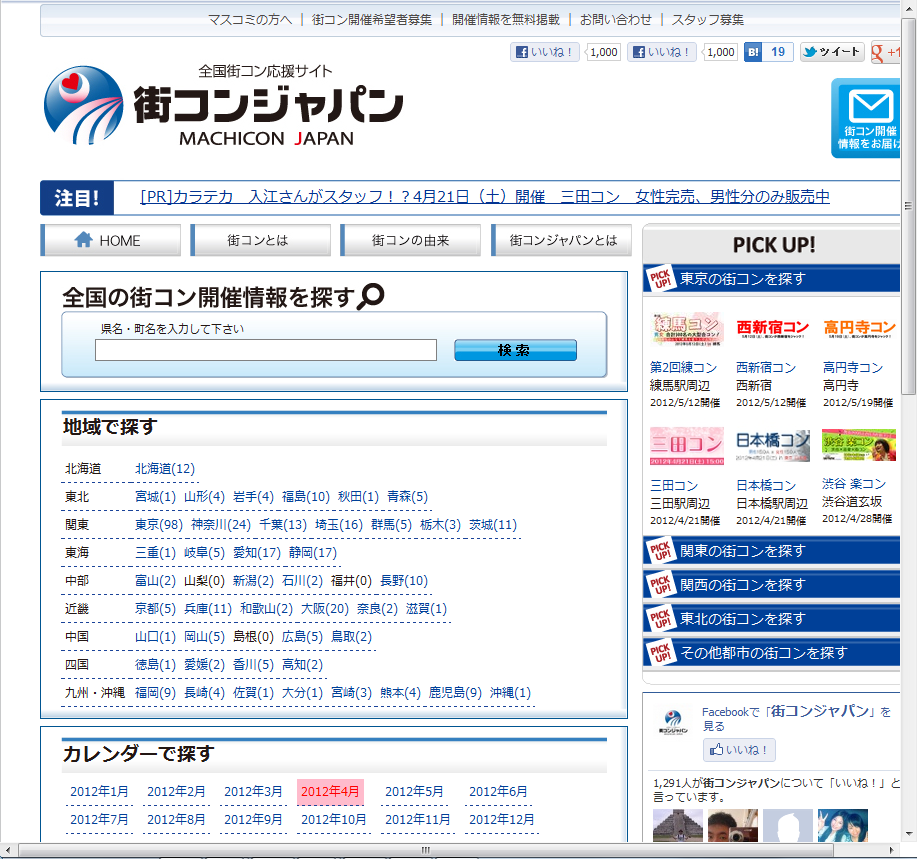 マスコミの方へ | 街コン開催希望者募集 | 開催情報を無料掲載 | お問い合わせ | スタッフ募集
いいね！ 1,000 いいね！ 1,000 B! 19 ツイート g +1
全国街コン応援サイト
街コンジャパン
MACHICON JAPAN
街コン開催
情報をお届け
注目! [PR]カラテカ　入江さんがスタッフ！？4月21日（土）開催　三田コン　女性完売、男性分のみ販売中
HOME 街コンとは 街コンの由来 街コンジャパンとは
全国の街コン開催情報を探す
県名・町名を入力して下さい
検索
地域で探す
北海道 北海道(12)
東北 宮城(1) 山形(4) 岩手(4) 福島(10) 秋田(1) 青森(5)
関東 東京(98) 神奈川(24) 千葉(13) 埼玉(16) 群馬(5) 栃木(3) 茨城(11)
東海 三重(1) 岐阜(5) 愛知(17) 静岡(17)
中部 富山(2) 山梨(0) 新潟(2) 石川(2) 福井(0) 長野(10)
近畿 京都(5) 兵庫(11) 和歌山(2) 大阪(20) 奈良(2) 滋賀(1)
中国 山口(1) 岡山(5) 島根(0) 広島(5) 鳥取(2)
四国 徳島(1) 愛媛(2) 香川(5) 高知(2)
九州・沖縄 福岡(9) 長崎(4) 佐賀(1) 大分(1) 宮崎(3) 熊本(4) 鹿児島(9) 沖縄(1)
カレンダーで探す
2012年1月 2012年2月 2012年3月 2012年4月 2012年5月 2012年6月
2012年7月 2012年8月 2012年9月 2012年10月 2012年11月 2012年12月
PICK UP!
PICK UP! 東京の街コンを探す
練馬コン 西新宿コン 高円寺コン
第2回練コン 西新宿コン 高円寺コン
練馬駅周辺 西新宿 高円寺
2012/5/12開催 2012/5/12開催 2012/5/19開催
三田コン 日本橋コン 渋谷 楽コン
2012年4月21日(土) 15:00
三田コン 日本橋コン 渋谷 楽コン
三田駅周辺 日本橋駅周辺 渋谷道玄坂
2012/4/21開催 2012/4/21開催 2012/4/28開催
PICK UP! 関東の街コンを探す
PICK UP! 関西の街コンを探す
PICK UP! 東北の街コンを探す
PICK UP! その他都市の街コンを探す
街コンジャパン
Facebookで「街コンジャパン」を
見る
いいね！
1,291人が街コンジャパンについて「いいね！」と
言っています。